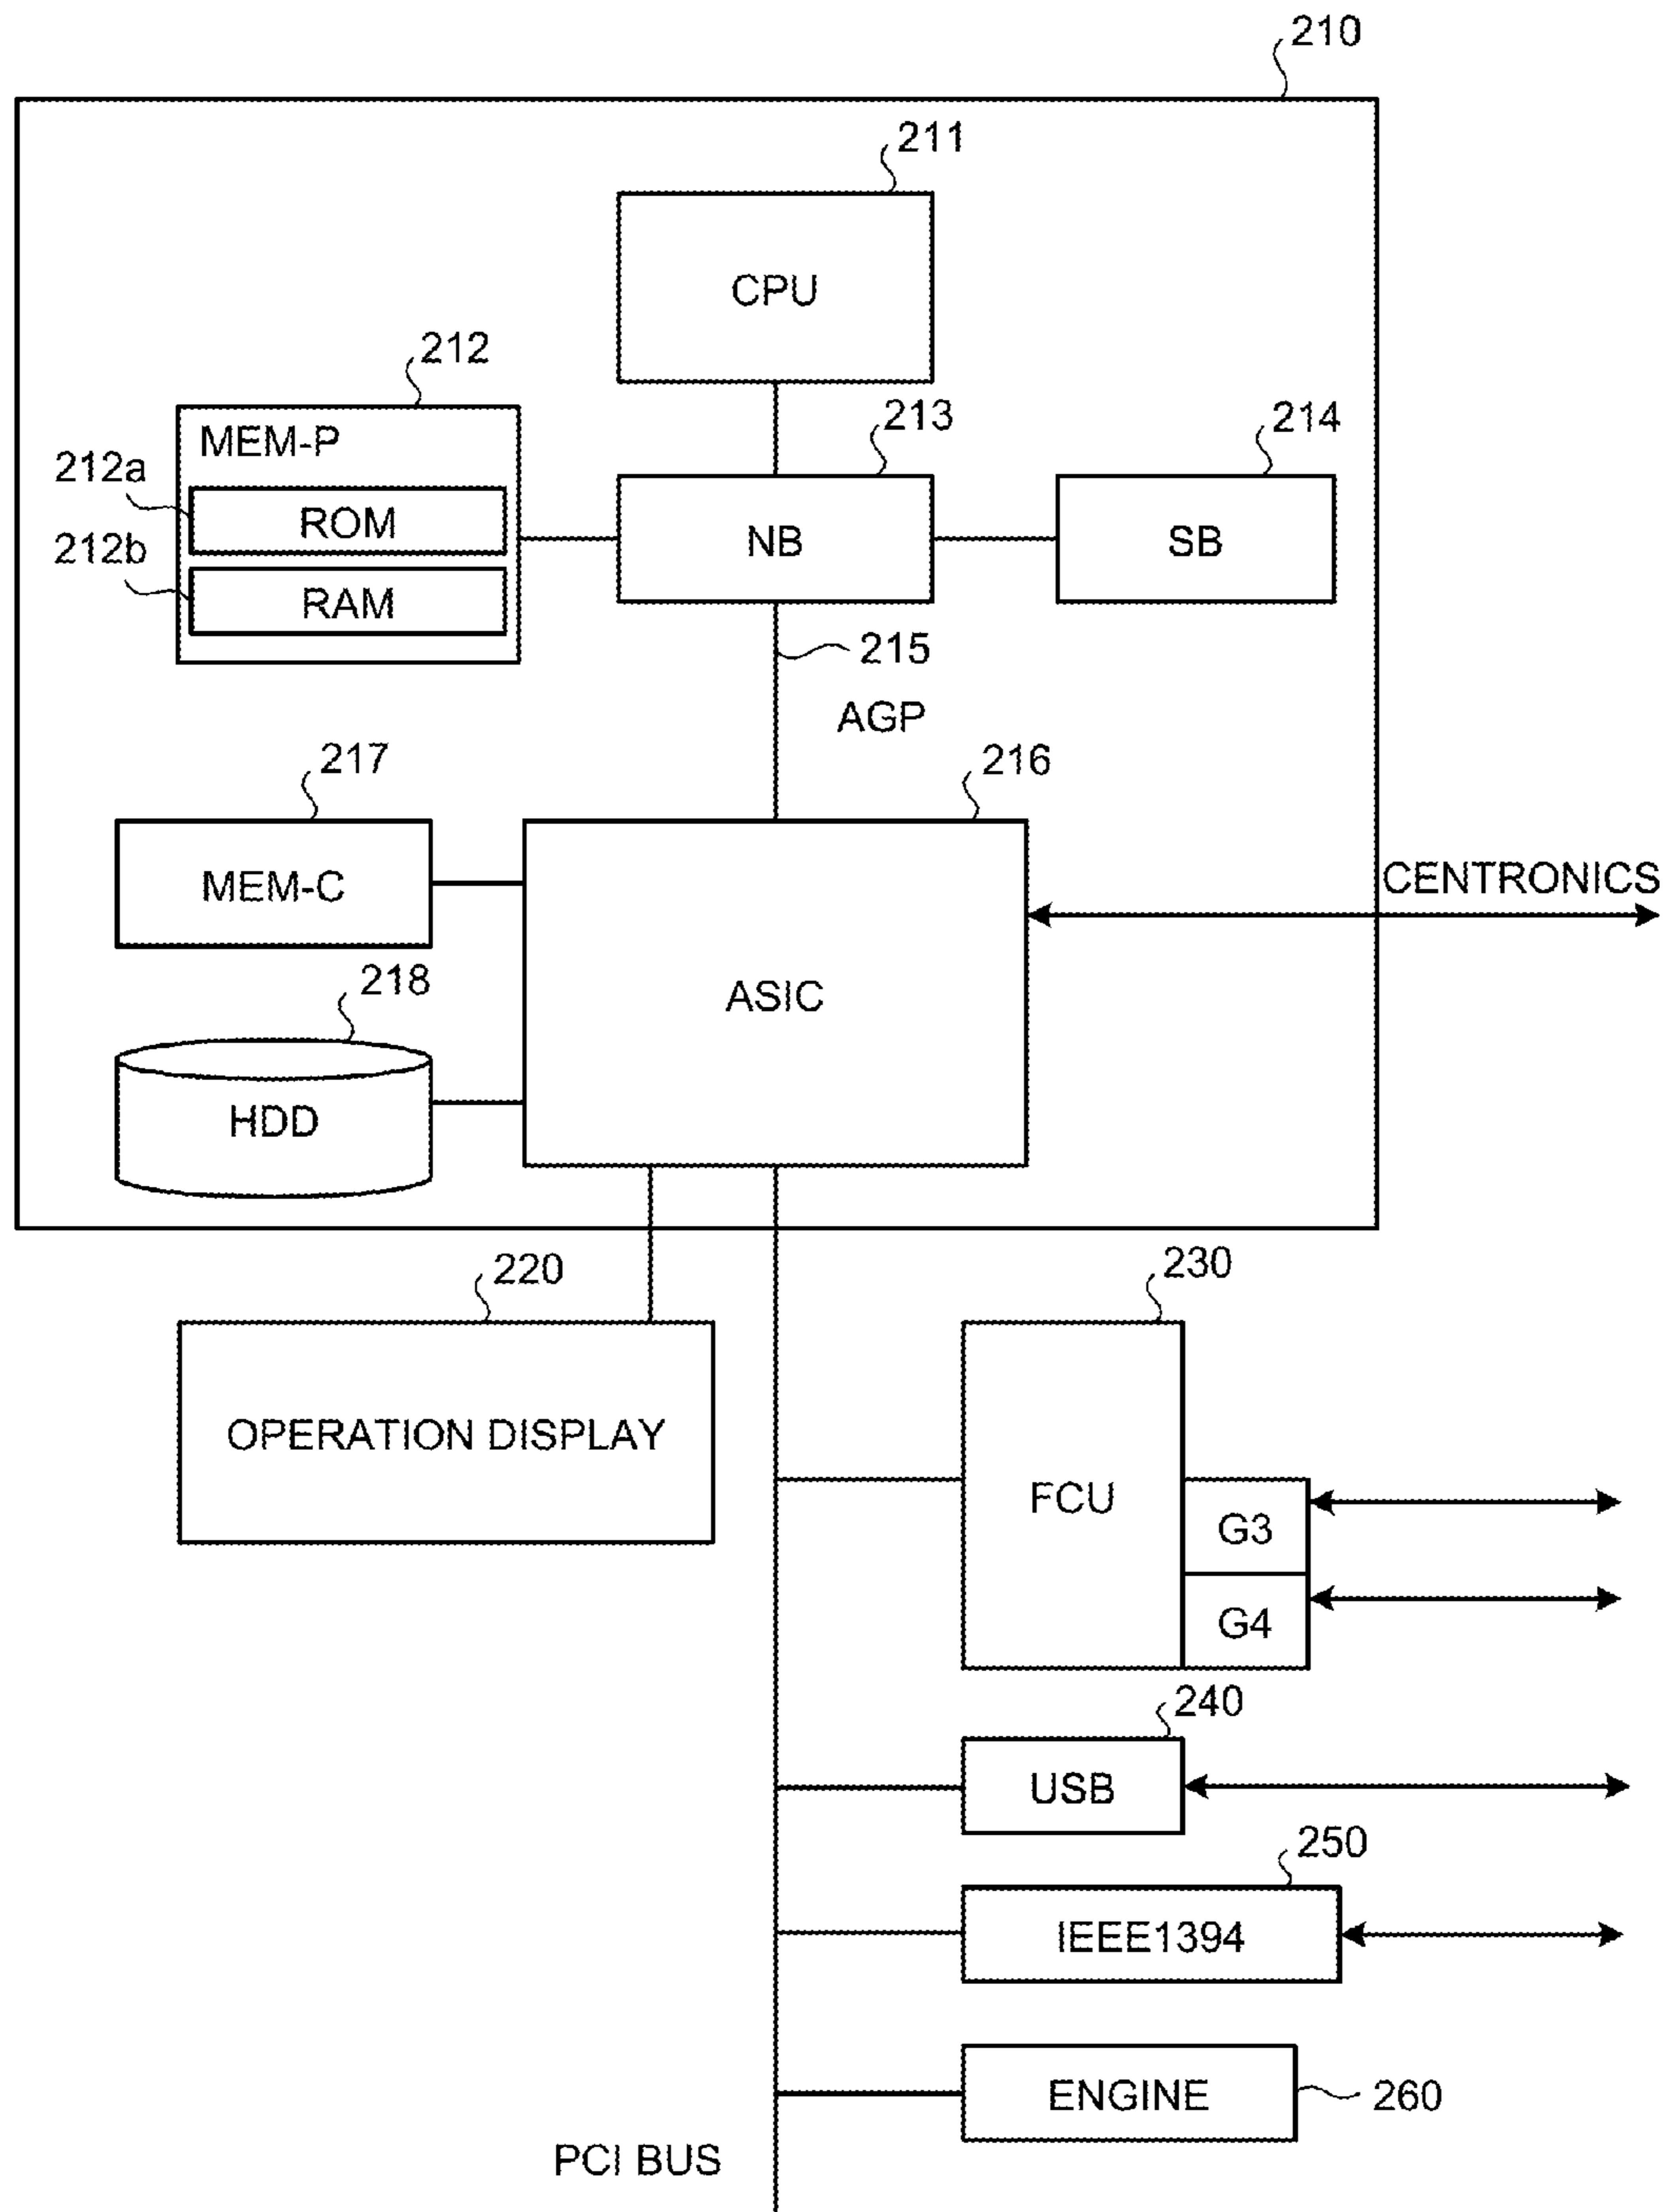 210
211
CPU
212
MEM-P
212a
ROM
212b
RAM
213
NB
214
SB
215
AGP
216
217
MEM-C
CENTRONICS
ASIC
218
HDD
220
OPERATION DISPLAY
230
FCU
G3
G4
240
USB
250
IEEE1394
ENGINE
260
PCI BUS